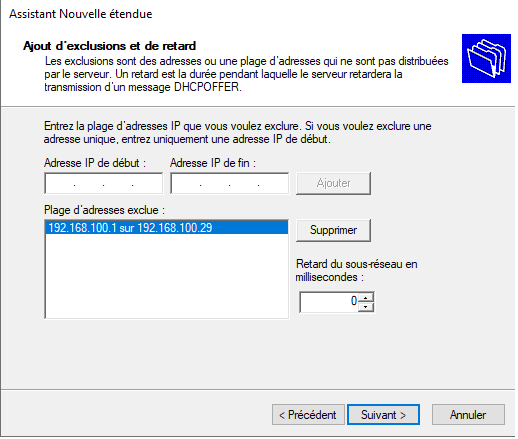 Assistant Nouvelle étendue
Ajout d'exclusions et de retard
Les exclusions sont des adresses ou une plage d'adresses qui ne sont pas distribuées
par le serveur. Un retard est la durée pendant laquelle le serveur retardera la
transmission d'un message DHCPOFFER.
Entrez la plage d'adresses IP que vous voulez exclure. Si vous voulez exclure une
adresse unique, entrez uniquement une adresse IP de début.
Adresse IP de début : Adresse IP de fin :
. . . . . . Ajouter
Plage d'adresses exclue :
192.168.100.1 sur 192.168.100.29 Supprimer
Retard du sous-réseau en
millisecondes :
0
< Précédent Suivant > Annuler